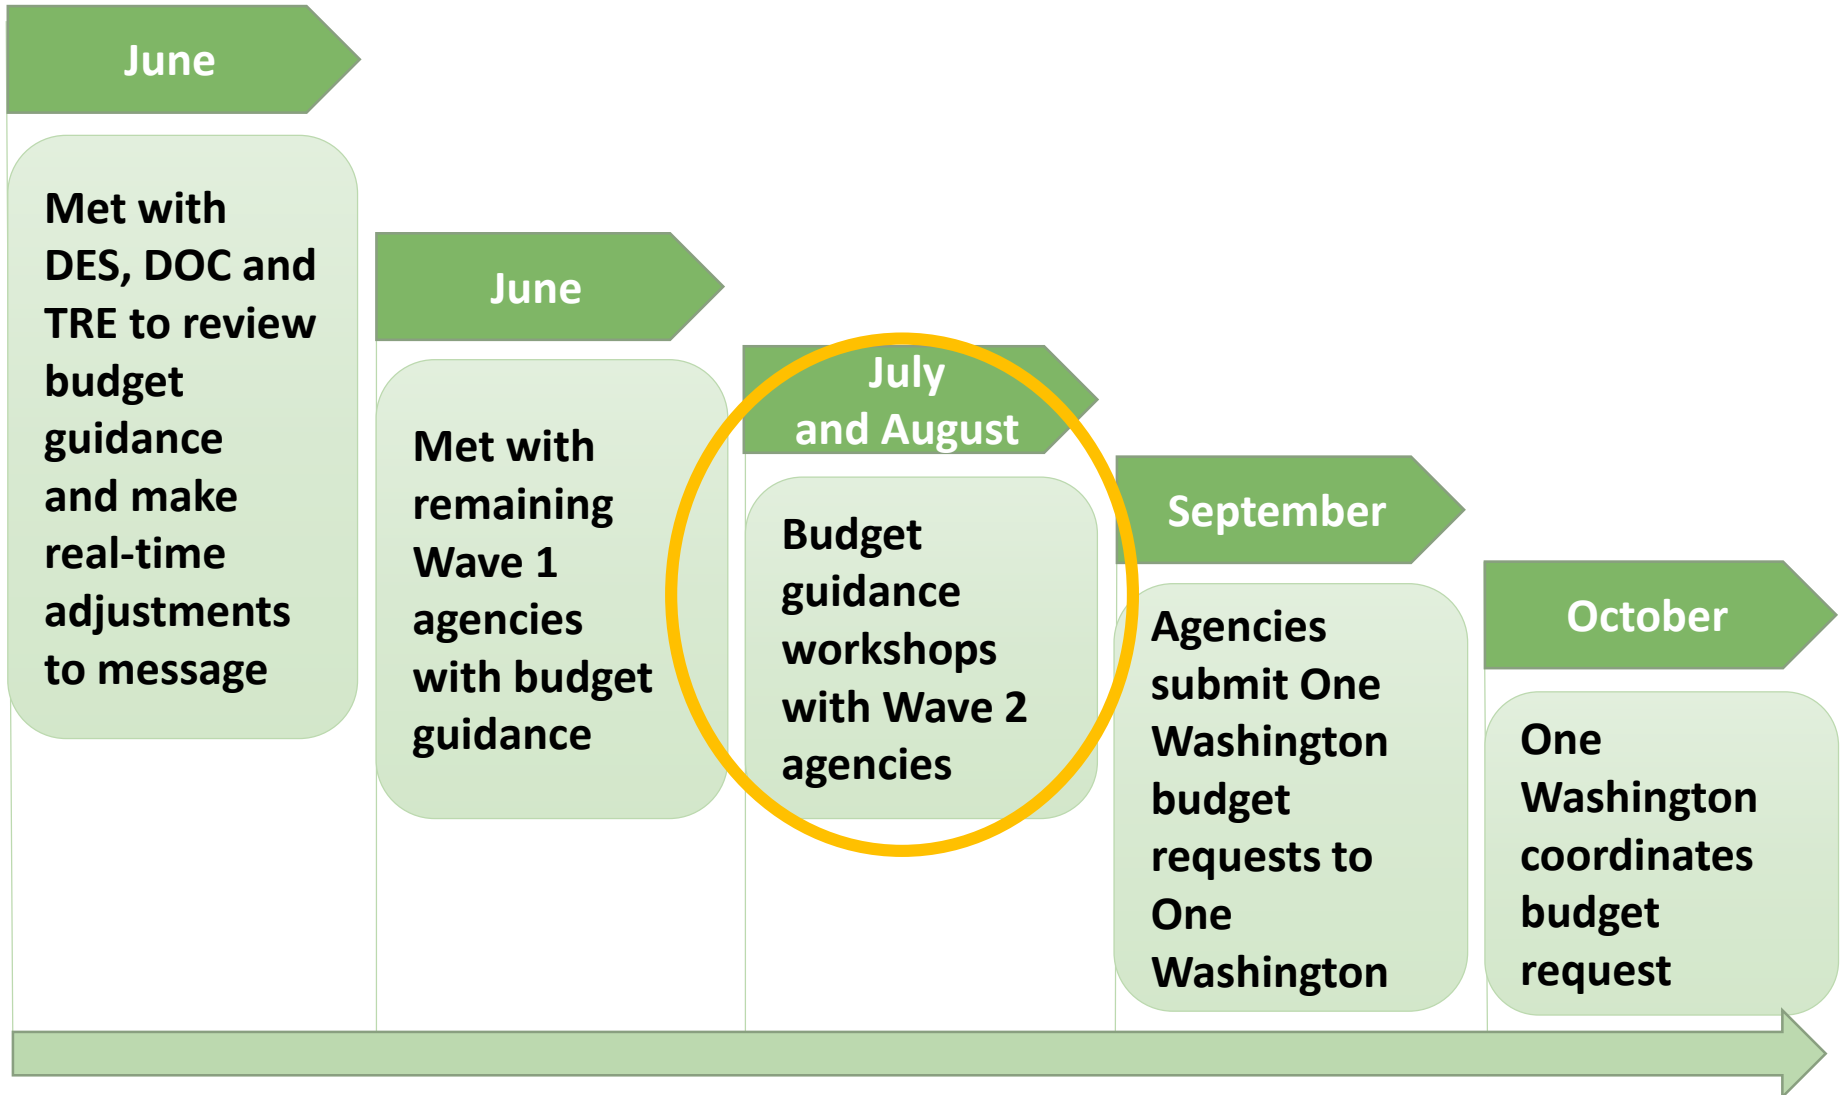 June
Met with
DES, DOC and
TRE to review
budget
guidance
and make
real-time
adjustments
to message
June
Met with
remaining
Wave 1
agencies
with budget
guidance
July
and August
Budget
guidance
workshops
with Wave 2
agencies
September
Agencies
submit One
Washington
budget
requests to
One
Washington
October
One
Washington
coordinates
budget
request